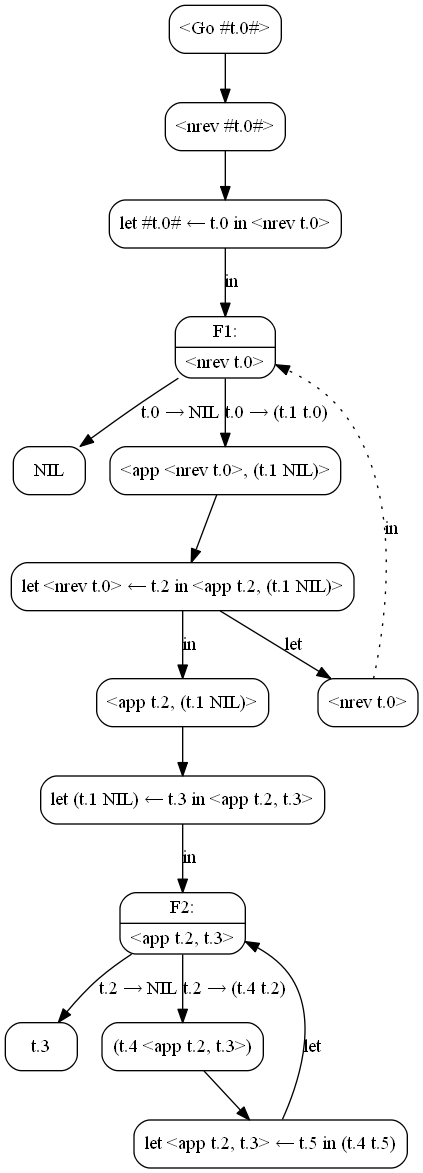 <Go #t.0#>
<nrev #t.0#>
let #t.0# ← t.0 in <nrev t.0>
in
F1:
<nrev t.0>
t.0 → NIL
t.0 → (t.1 t.0)
NIL
<app <nrev t.0>, (t.1 NIL)>
in
let <nrev t.0> ← t.2 in <app t.2, (t.1 NIL)>
in
let
<app t.2, (t.1 NIL)>
<nrev t.0>
let (t.1 NIL) ← t.3 in <app t.2, t.3>
in
F2:
<app t.2, t.3>
t.2 → NIL
t.2 → (t.4 t.2)
t.3
(t.4 <app t.2, t.3>)
let
let <app t.2, t.3> ← t.5 in (t.4 t.5)